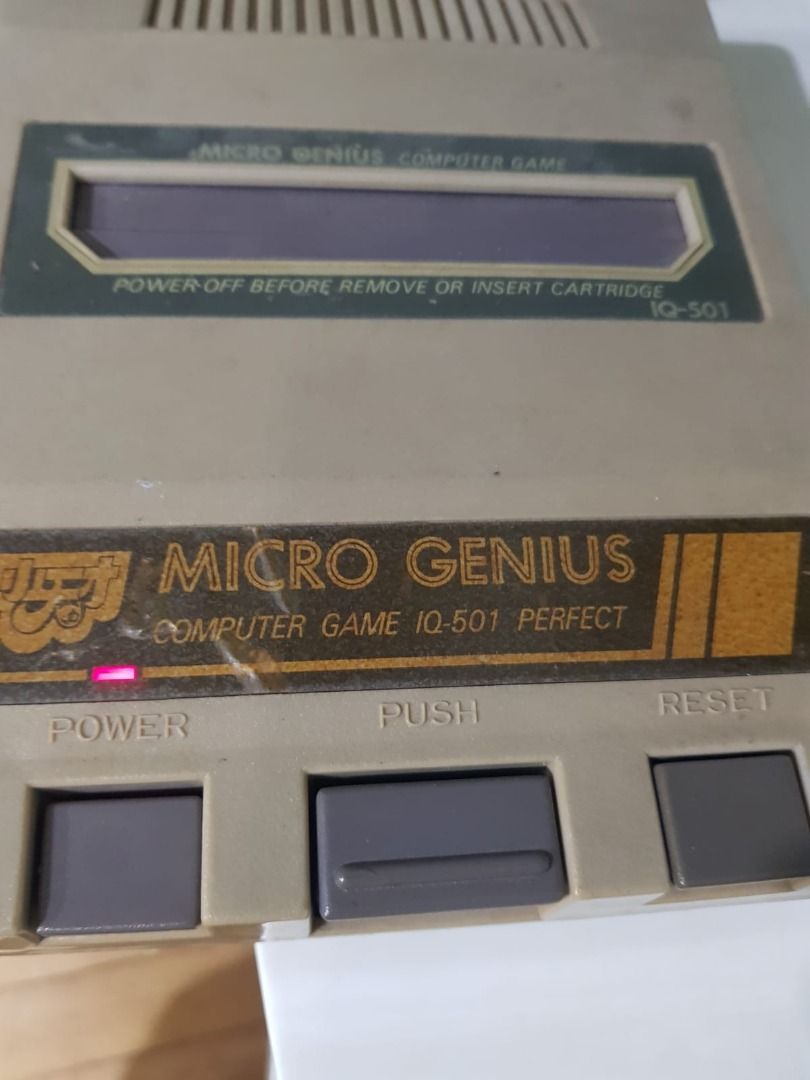 MICRO GENIUS COMPUTER GAME
POWER-OFF BEFORE REMOVE OR INSERT CARTRIDGE
IQ-501
MICRO GENIUS
COMPUTER GAME IQ-501 PERFECT
POWER
PUSH
RESET